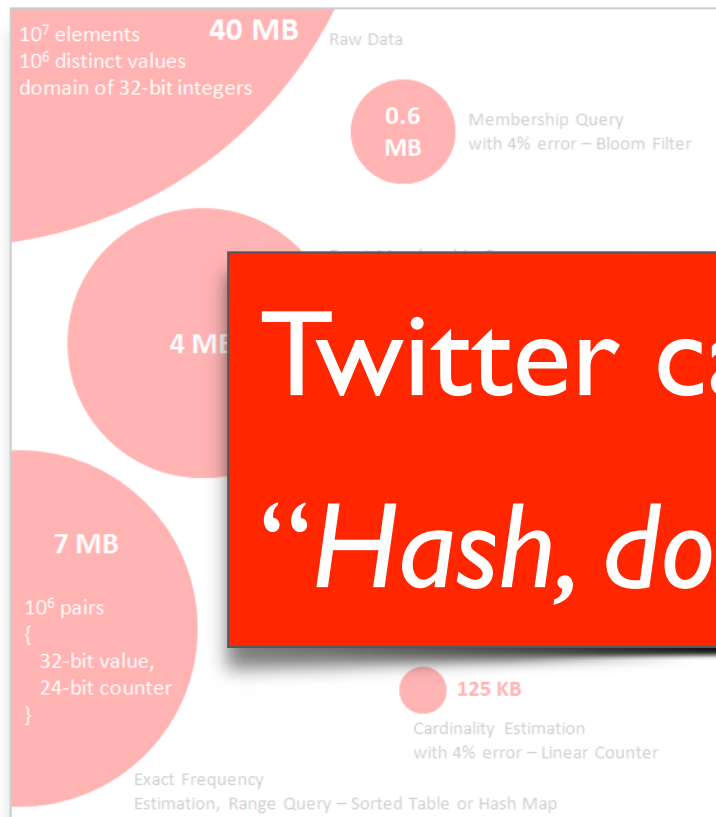 10⁷ elements
10⁶ distinct values
domain of 32-bit integers
40 MB
Raw Data
0.6
MB
Membership Query
with 4% error – Bloom Filter
4 MB
Twitter ca
“Hash, do
7 MB
10⁶ pairs
{
32-bit value,
24-bit counter
}
125 KB
Cardinality Estimation
with 4% error – Linear Counter
Exact Frequency
Estimation, Range Query – Sorted Table or Hash Map